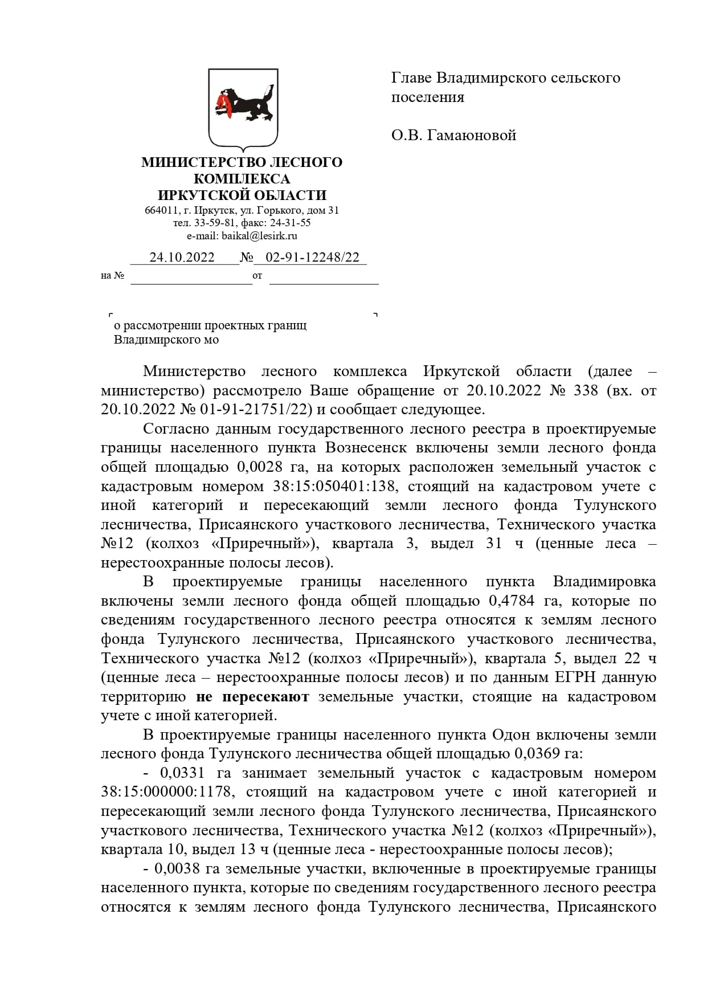 Главе Владимирского сельского
поселения
О.В. Гамаюновой
МИНИСТЕРСТВО ЛЕСНОГО
КОМПЛЕКСА
ИРКУТСКОЙ ОБЛАСТИ
664011, г. Иркутск, ул. Горького, дом 31
тел. 33-59-81, факс: 24-31-55
e-mail: baikal@lesirk.ru
24.10.2022 № 02-91-12248/22
на № от
о рассмотрении проектных границ
Владимирского мо
Министерство лесного комплекса Иркутской области (далее –
министерство) рассмотрело Ваше обращение от 20.10.2022 № 338 (вх. от
20.10.2022 № 01-91-21751/22) и сообщает следующее.
Согласно данным государственного лесного реестра в проектируемые
границы населенного пункта Вознесенск включены земли лесного фонда
общей площадью 0,0028 га, на которых расположен земельный участок с
кадастровым номером 38:15:050401:138, стоящий на кадастровом учете с
иной категорий и пересекающий земли лесного фонда Тулунского
лесничества, Присаянского участкового лесничества, Технического участка
№12 (колхоз «Приречный»), квартала 3, выдел 31 ч (ценные леса –
нерестоохранные полосы лесов).
В проектируемые границы населенного пункта Владимировка
включены земли лесного фонда общей площадью 0,4784 га, которые по
сведениям государственного лесного реестра относятся к землям лесного
фонда Тулунского лесничества, Присаянского участкового лесничества,
Технического участка №12 (колхоз «Приречный»), квартала 5, выдел 22 ч
(ценные леса – нерестоохранные полосы лесов) и по данным ЕГРН данную
территорию не пересекают земельные участки, стоящие на кадастровом
учете с иной категорией.
В проектируемые границы населенного пункта Одон включены земли
лесного фонда Тулунского лесничества общей площадью 0,0369 га:
- 0,0331 га занимает земельный участок с кадастровым номером
38:15:000000:1178, стоящий на кадастровом учете с иной категорией и
пересекающий земли лесного фонда Тулунского лесничества, Присаянского
участкового лесничества, Технического участка №12 (колхоз «Приречный»),
квартала 10, выдел 13 ч (ценные леса - нерестоохранные полосы лесов);
- 0,0038 га земельные участки, включенные в проектируемые границы
населенного пункта, которые по сведениям государственного лесного реестра
относятся к землям лесного фонда Тулунского лесничества, Присаянского